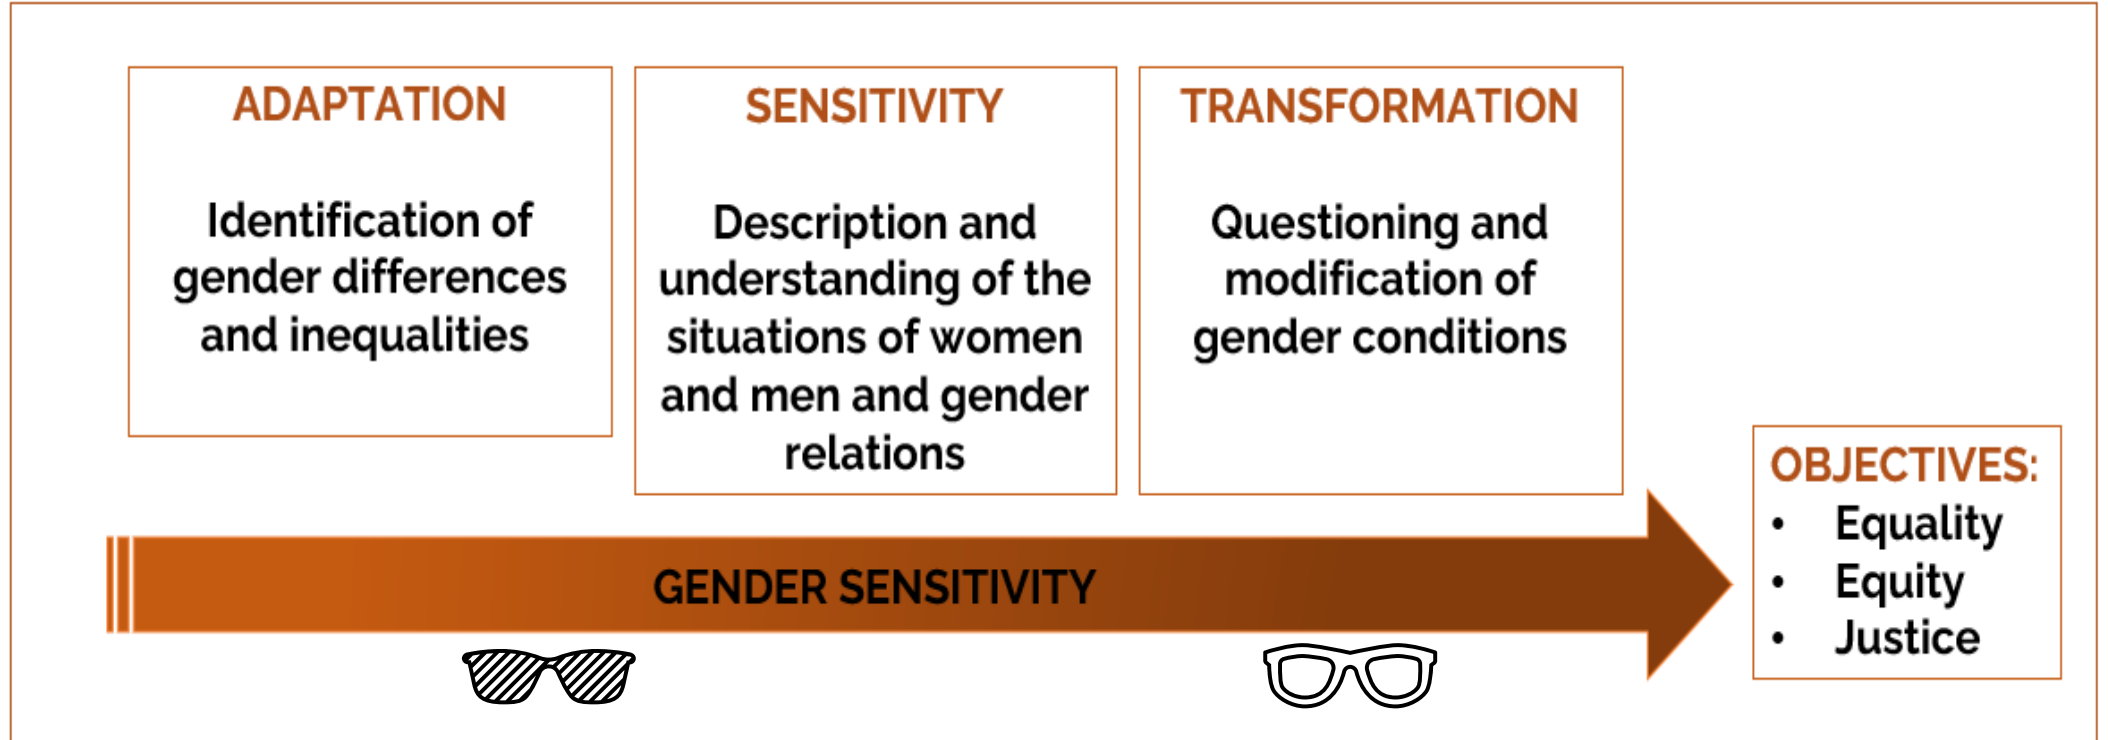 ADAPTATION
Identification of
gender differences
and inequalities
SENSITIVITY
Description and
understanding of the
situations of women
and men and gender
relations
TRANSFORMATION
Questioning and
modification of
gender conditions
GENDER SENSITIVITY
OBJECTIVES:
• Equality
• Equity
• Justice